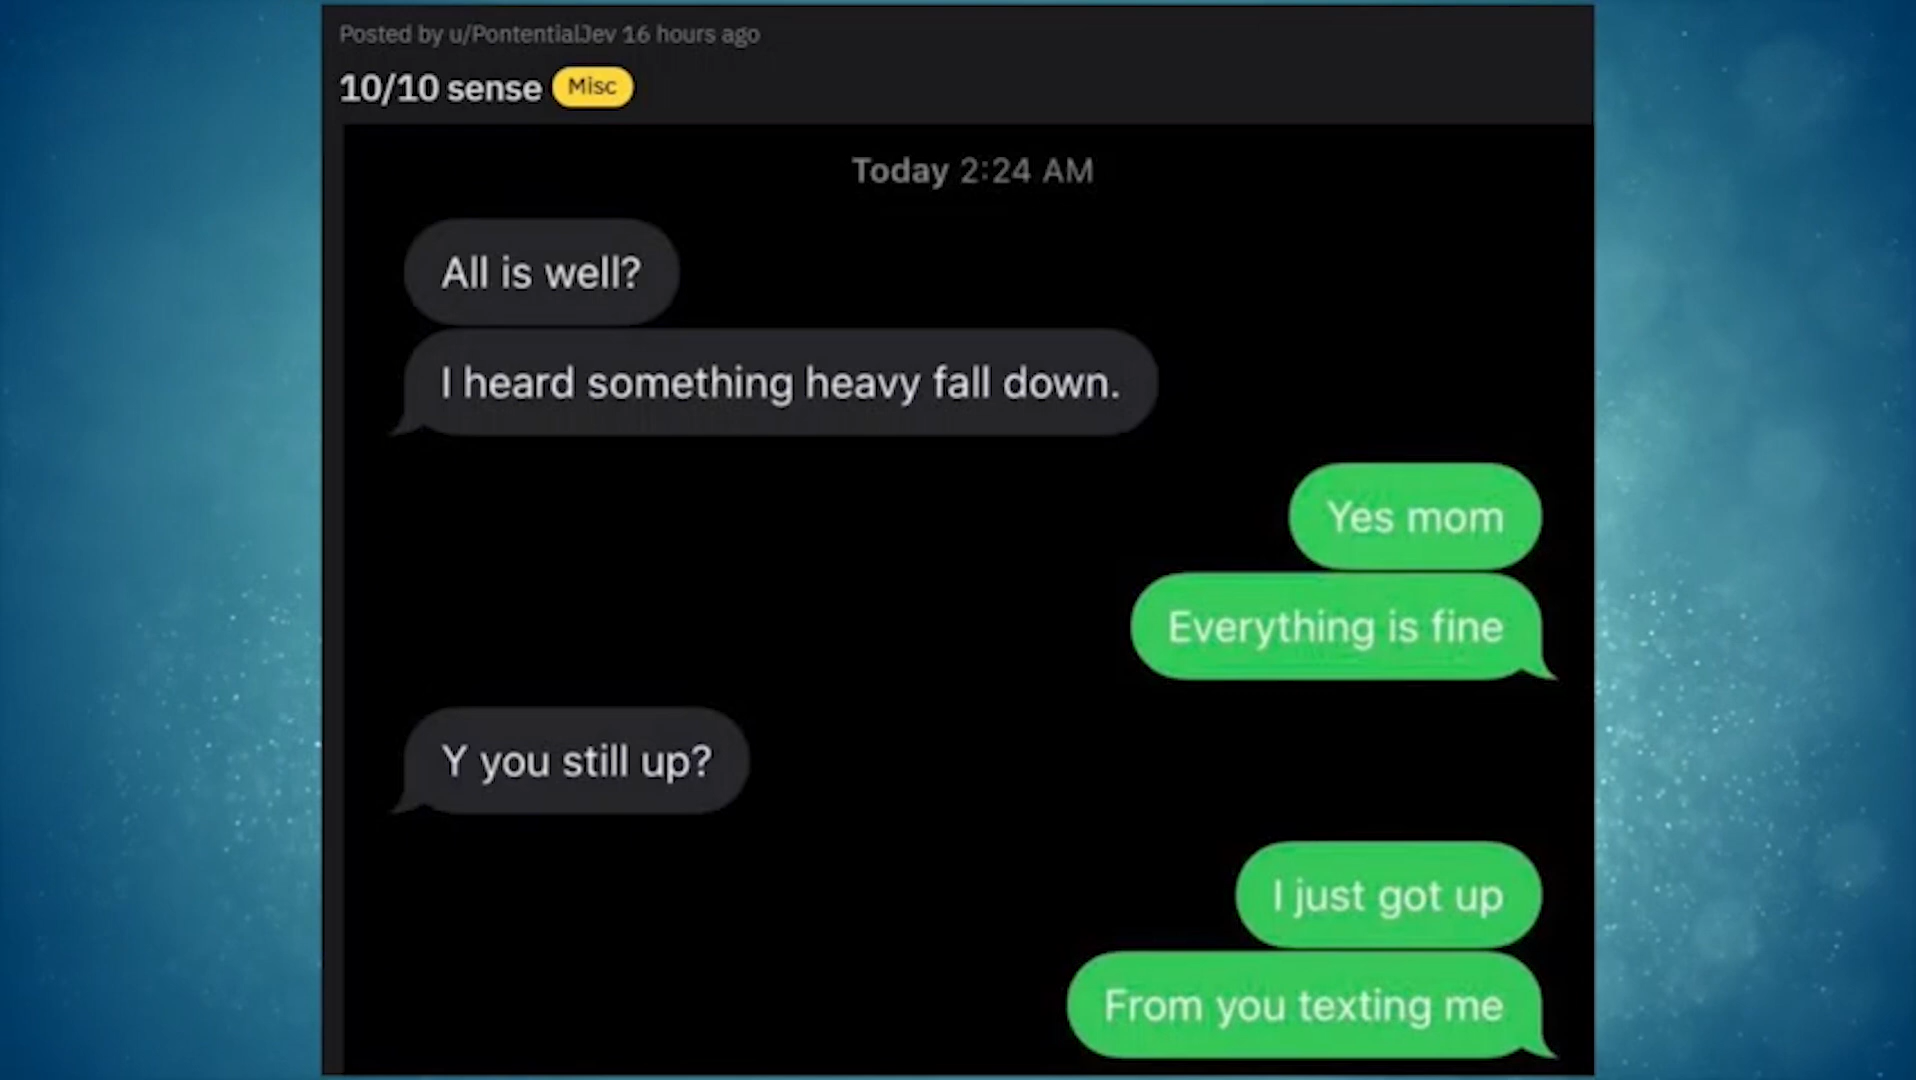 Posted by u/PontentialJev 16 hours ago
10/10 sense Misc
Today 2:24 AM
All is well?
I heard something heavy fall down.
Yes mom
Everything is fine
Y you still up?
I just got up
From you texting me